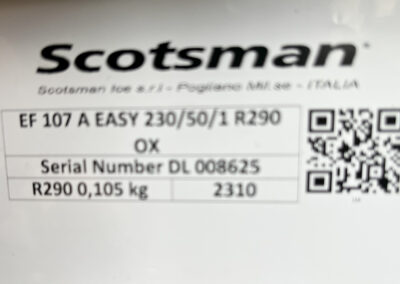 Scotsman
Scotsman Ice s.r.l - Pogliano Mil.se - ITALIA
EF 107 A EASY 230/50/1 R290
OX
Serial Number DL 008625
R290 0,105 kg 2310